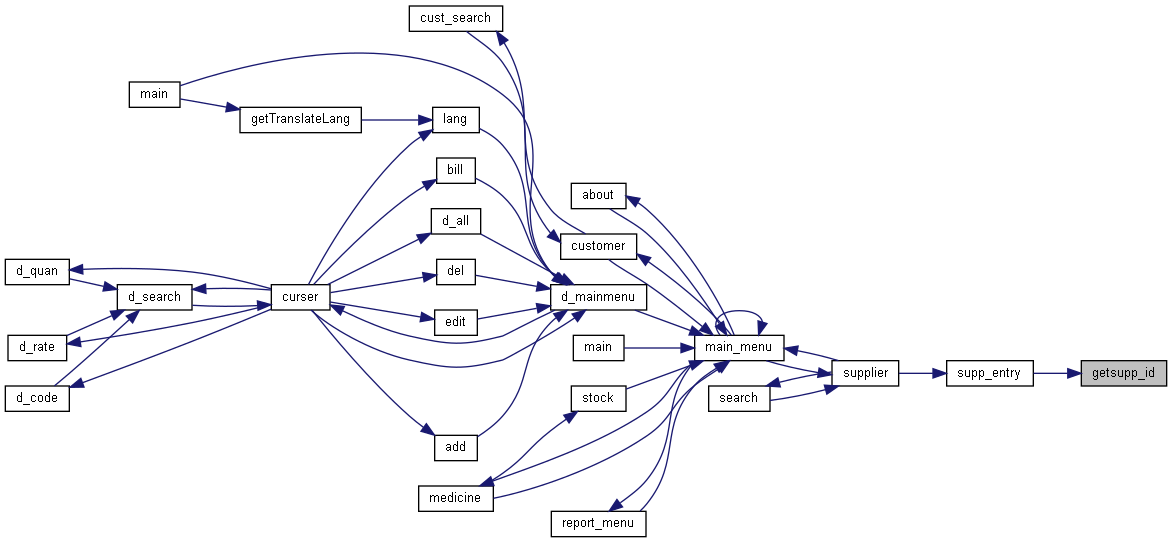 cust_search
main
getTranslateLang
lang
bill
about
d_all
customer
d_quan
del
d_search
curser
d_mainmenu
edit
d_rate
main
main_menu
supplier
supp_entry
getsupp_id
d_code
stock
search
add
medicine
report_menu